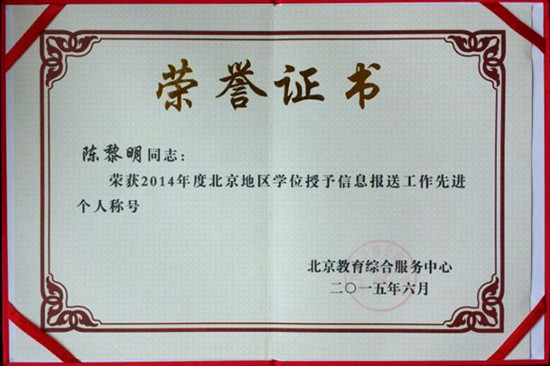 荣誉证书
陈黎明同志：
荣获2014年度北京地区学位授予信息报送工作先进
个人称号
北京教育综合服务中心
二〇一五年六月